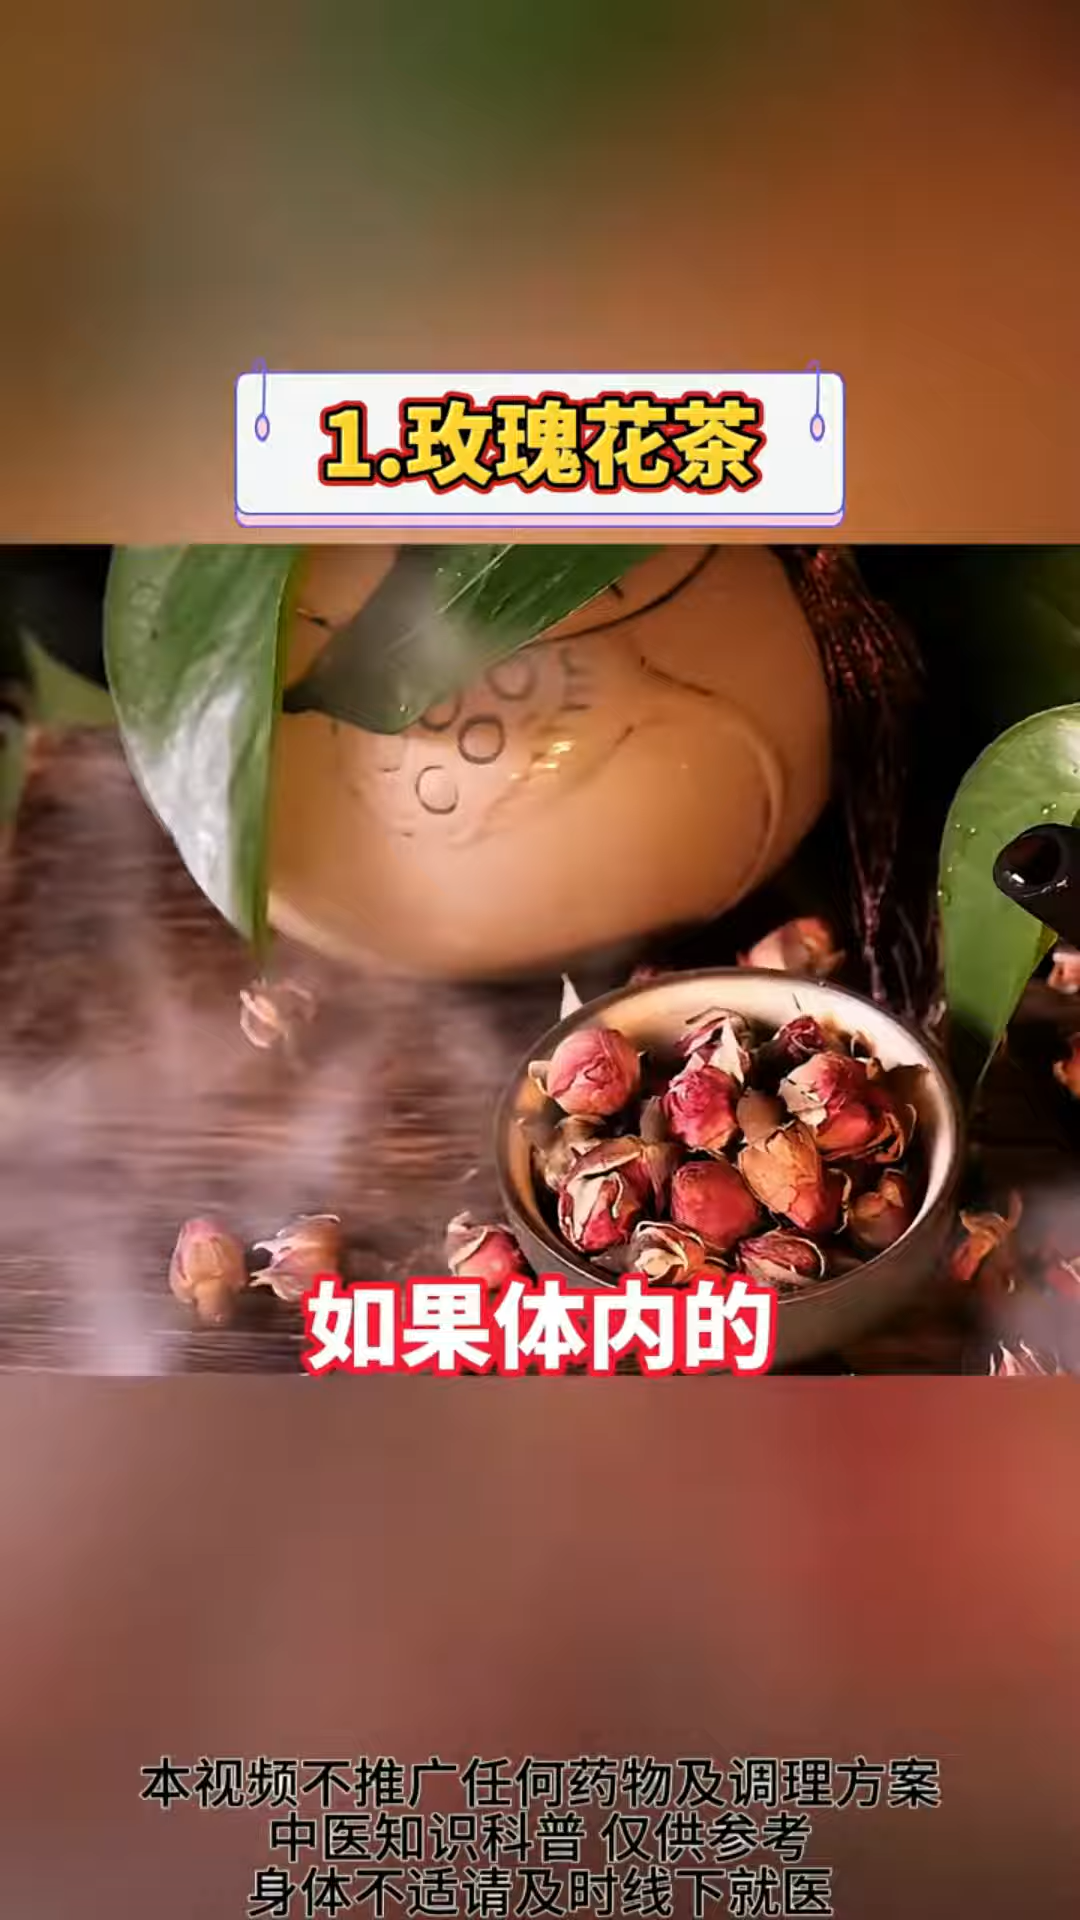 1.玫瑰花茶
如果体内的
本视频不推广任何药物及调理方案
中医知识科普 仅供参考
身体不适请及时线下就医